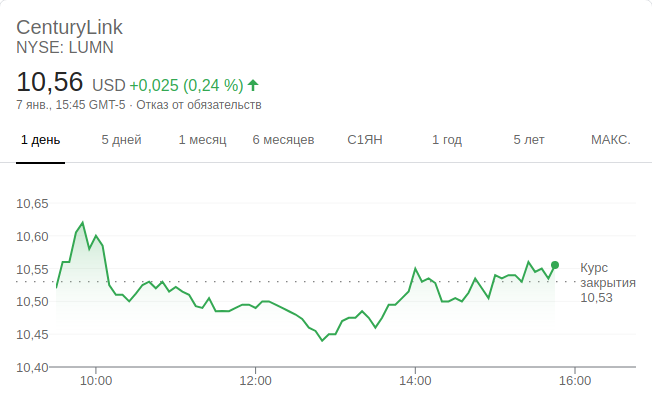 CenturyLink
NYSE: LUMN
10,56 USD +0,025 (0,24 %)
7 янв., 15:45 GMT-5 · Отказ от обязательств
1 день 5 дней 1 месяц 6 месяцев С1ЯН 1 год 5 лет МАКС.
10,65
10,60
10,55
10,50
10,45
10,40
Курс
закрытия
10,53
10:00 12:00 14:00 16:00